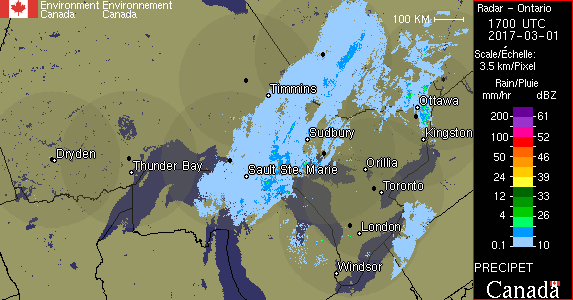 Environment Environnement
Canada Canada
100 KM
Timmins
Ottawa
Sudbury
Kingston
Dryden
Thunder Bay
Sault Ste. Marie
Orillia
Toronto
London
Windsor
Radar - Ontario
1700 UTC
2017-03-01
Scale/Échelle:
3.5 km/Pixel
Rain/Pluie
mm/hr dBZ
200 61
100 52
50 46
24 39
12 33
4 26
0.1 10
PRECIPET
Canada